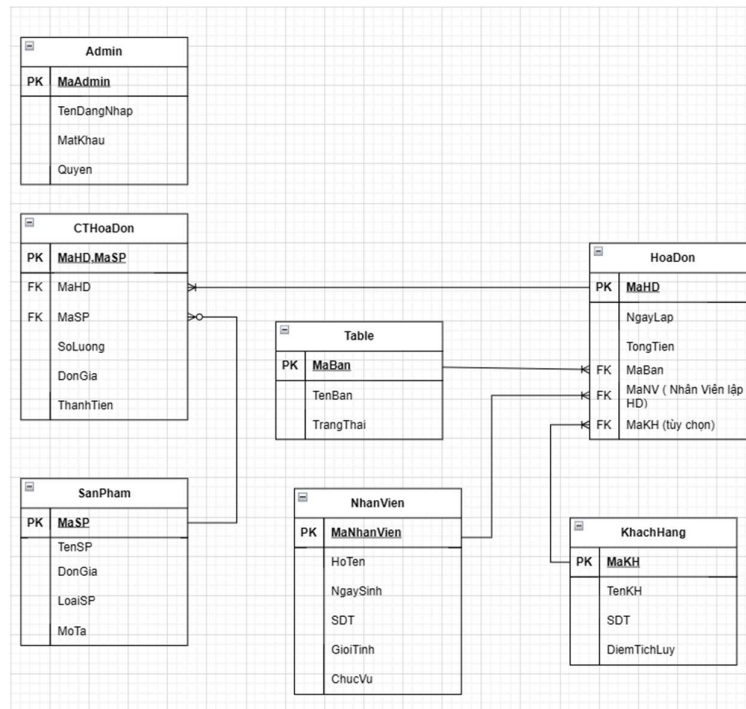 Admin
PK MaAdmin
TenDangNhap
MatKhau
Quyen
CTHoaDon
PK MaHD,MaSP
FK MaHD
FK MaSP
SoLuong
DonGia
ThanhTien
HoaDon
PK MaHD
NgayLap
TongTien
FK MaBan
FK MaNV ( Nhân Viên lập
HD)
FK MaKH (tùy chọn)
Table
PK MaBan
TenBan
TrangThai
SanPham
PK MaSP
TenSP
DonGia
LoaiSP
MoTa
NhanVien
PK MaNhanVien
HoTen
NgaySinh
SDT
GioiTinh
ChucVu
KhachHang
PK MaKH
TenKH
SDT
DiemTichLuy